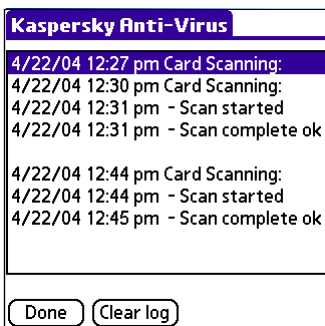 Kaspersky Anti-Virus
4/22/04 12:27 pm Card Scanning:
4/22/04 12:30 pm Card Scanning:
4/22/04 12:31 pm - Scan started
4/22/04 12:31 pm - Scan complete ok
4/22/04 12:44 pm Card Scanning:
4/22/04 12:44 pm - Scan started
4/22/04 12:45 pm - Scan complete ok
Done Clear log